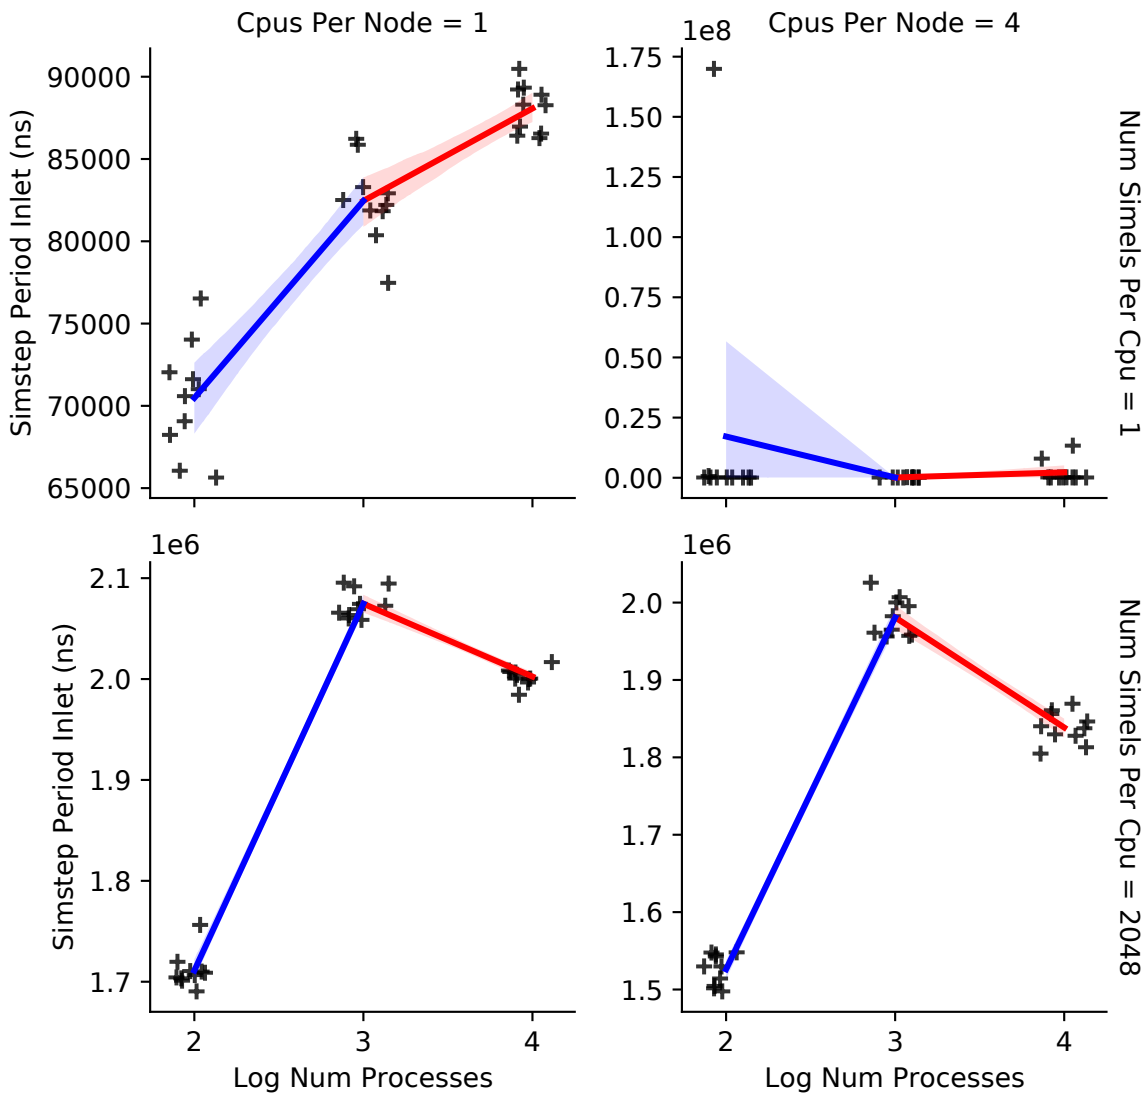 Cpus Per Node = 1
Cpus Per Node = 4
1e8
Simstep Period Inlet (ns)
90000
85000
80000
75000
70000
65000
1.75
1.50
1.25
1.00
0.75
0.50
0.25
0.00
Num Simels Per Cpu = 1
1e6
1e6
Simstep Period Inlet (ns)
2.1
2.0
1.9
1.8
1.7
2.0
1.9
1.8
1.7
1.6
1.5
Num Simels Per Cpu = 2048
2 3 4
2 3 4
Log Num Processes
Log Num Processes